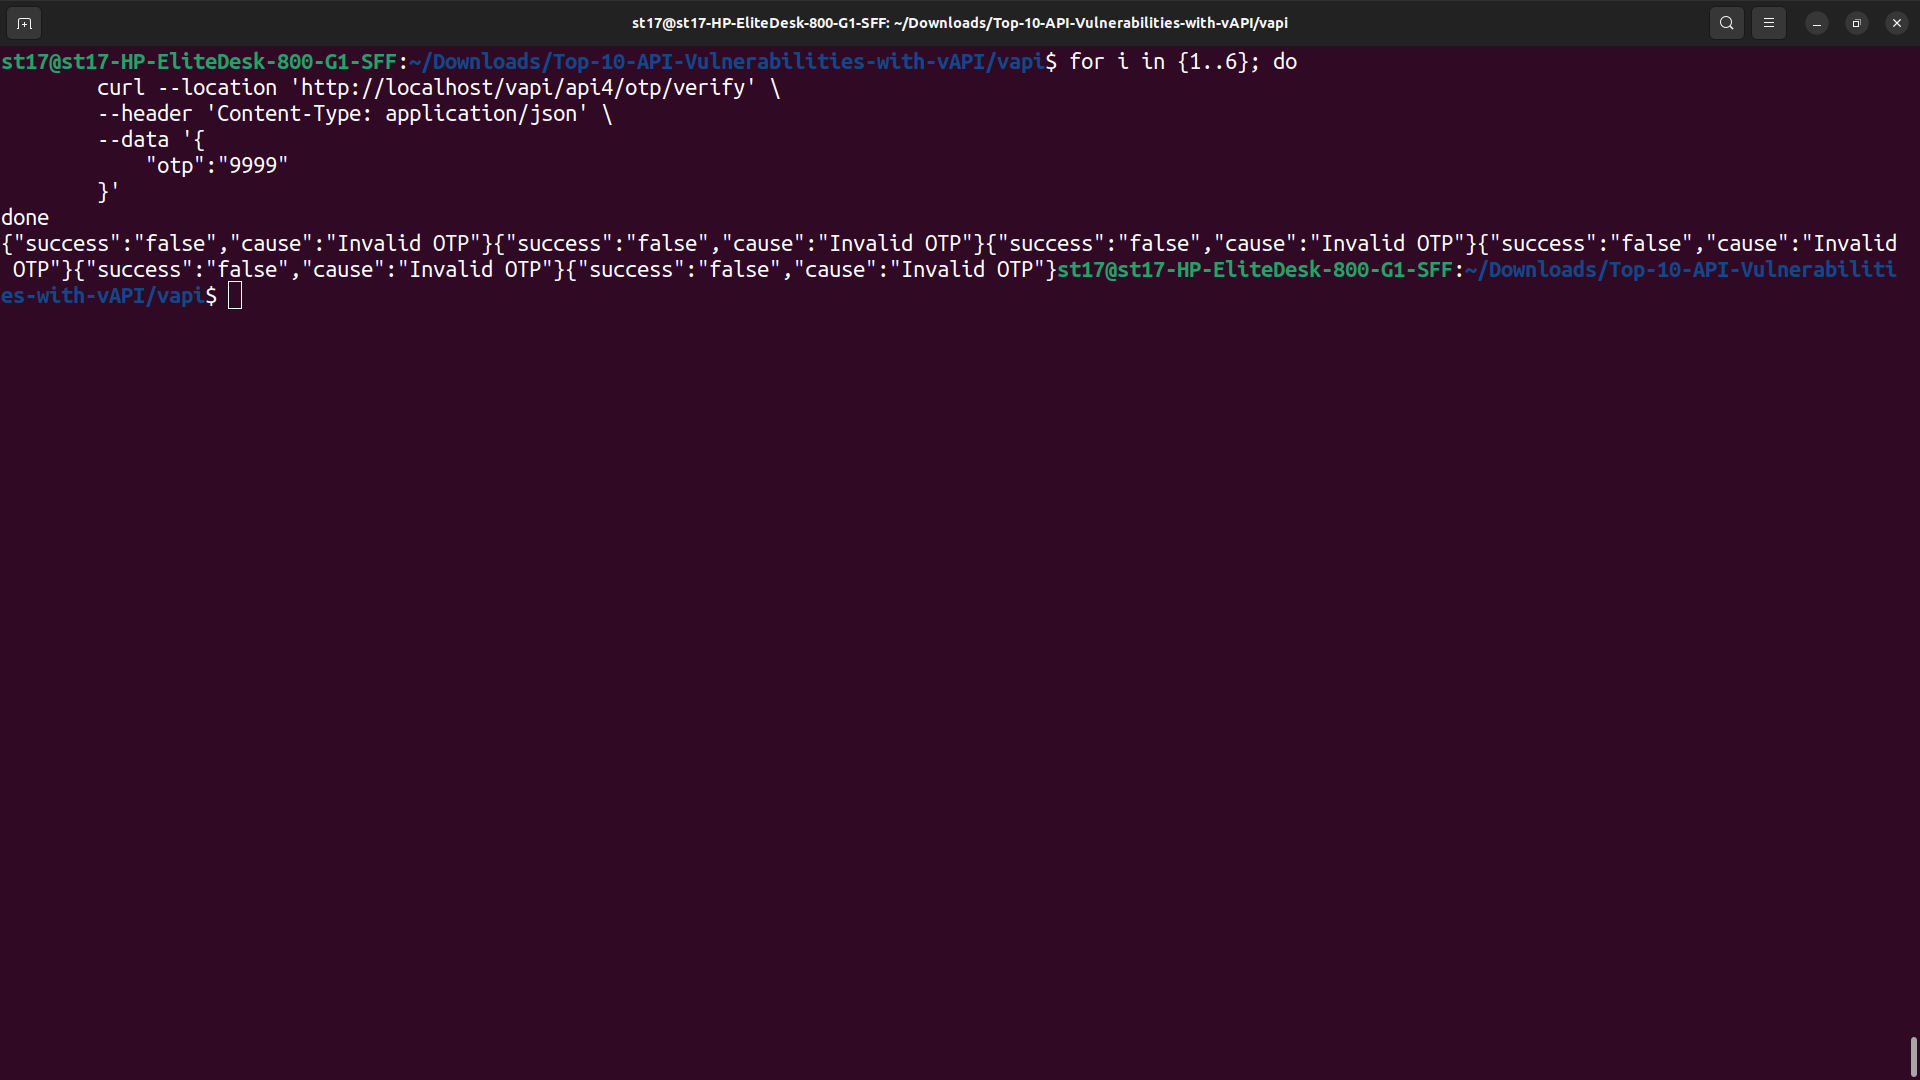 st17@st17-HP-EliteDesk-800-G1-SFF: ~/Downloads/Top-10-API-Vulnerabilities-with-vAPI/vapi
st17@st17-HP-EliteDesk-800-G1-SFF:~/Downloads/Top-10-API-Vulnerabilities-with-vAPI/vapi$ for i in {1..6}; do
        curl --location 'http://localhost/vapi/api4/otp/verify' \
        --header 'Content-Type: application/json' \
        --data '{
            "otp":"9999"
        }'
done
{"success":"false","cause":"Invalid OTP"}{"success":"false","cause":"Invalid OTP"}{"success":"false","cause":"Invalid OTP"}{"success":"false","cause":"Invalid
 OTP"}{"success":"false","cause":"Invalid OTP"}{"success":"false","cause":"Invalid OTP"}st17@st17-HP-EliteDesk-800-G1-SFF:~/Downloads/Top-10-API-Vulnerabiliti
es-with-vAPI/vapi$